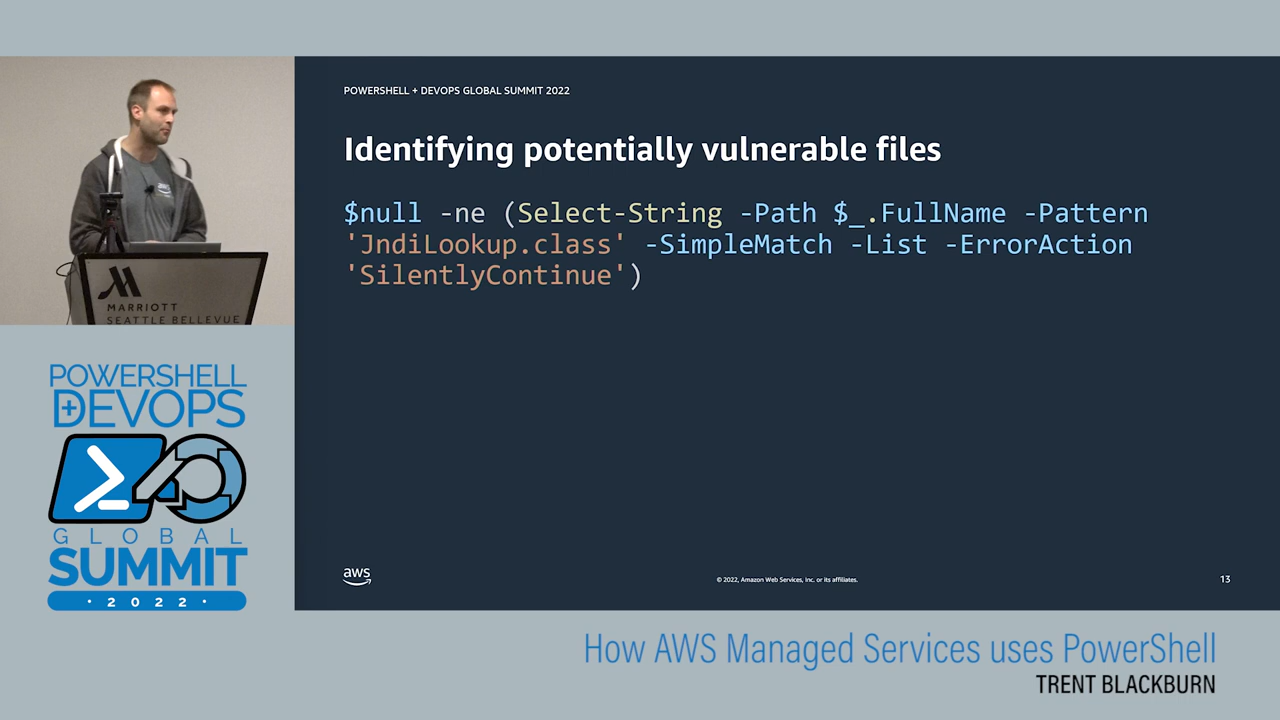 POWERSHELL + DEVOPS GLOBAL SUMMIT 2022
Identifying potentially vulnerable files
$null -ne (Select-String -Path $_.FullName -Pattern
'JndiLookup.class' -SimpleMatch -List -ErrorAction
'SilentlyContinue')
aws
© 2022, Amazon Web Services, Inc. or its affiliates.
13
aws
MARRIOTT
SEATTLE BELLEVUE
POWERSHELL
+ DEVOPS
GLOBAL
SUMMIT
· 2022 ·
How AWS Managed Services uses PowerShell
TRENT BLACKBURN